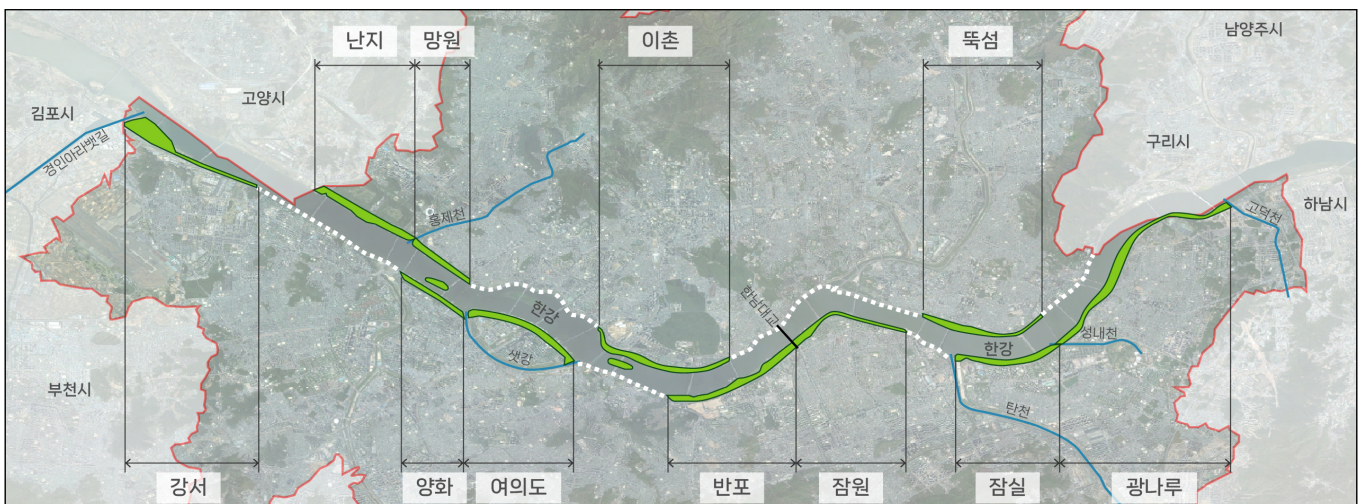 난지
망원
이촌
뚝섬
남양주시
김포시
고양시
구리시
경인아라뱃길
홍제천
고덕천
하남시
한남대교
한강
샛강
한강
성내천
부천시
탄천
강서
양화
여의도
반포
잠원
잠실
광나루